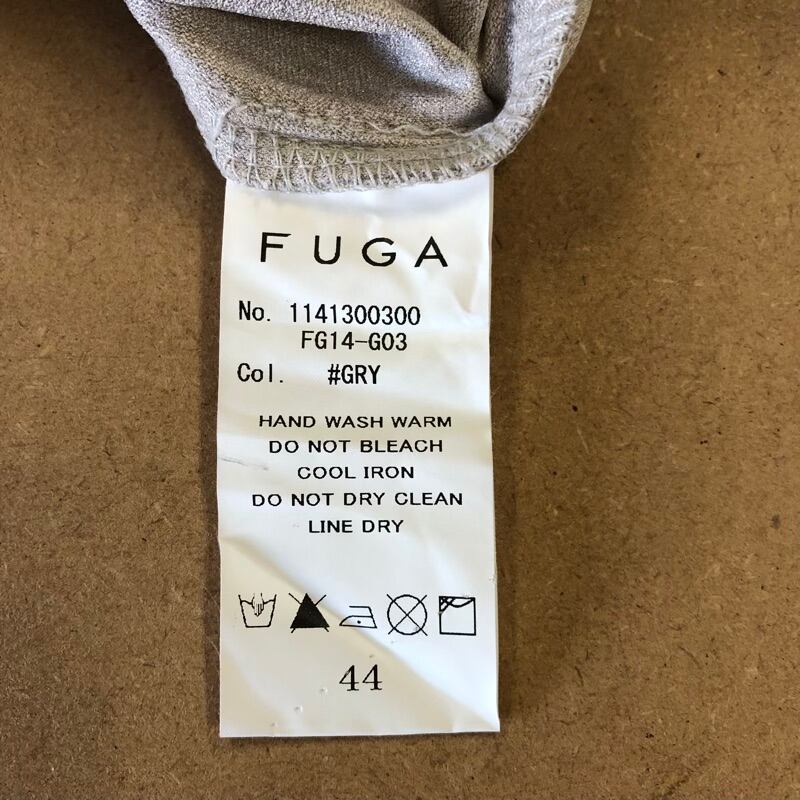 FUGA
No. 1141300300
FG14-G03
Col. #GRY
HAND WASH WARM
DO NOT BLEACH
COOL IRON
DO NOT DRY CLEAN
LINE DRY
44